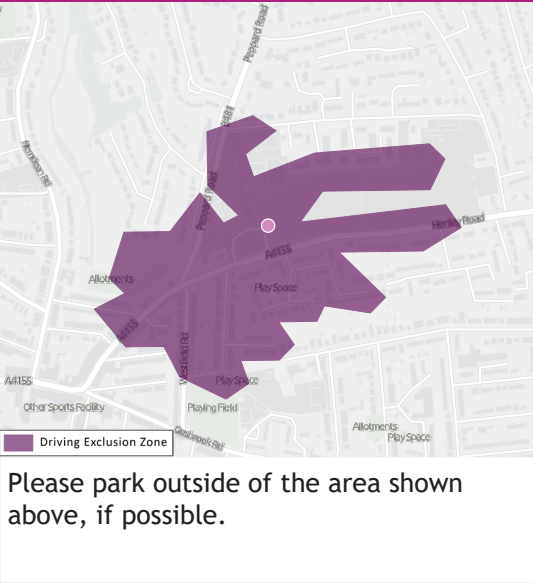 Peppard Road
B481
Hemdean Rd
Peppard Road
Henley Road
A4155
Allotments
Play Space
A4155
Westfield Rd
A4155
Play Space
Other Sports Facility
Playing Field
Gosbrook Rd
Allotments
Play Space
Driving Exclusion Zone
Please park outside of the area shown
above, if possible.